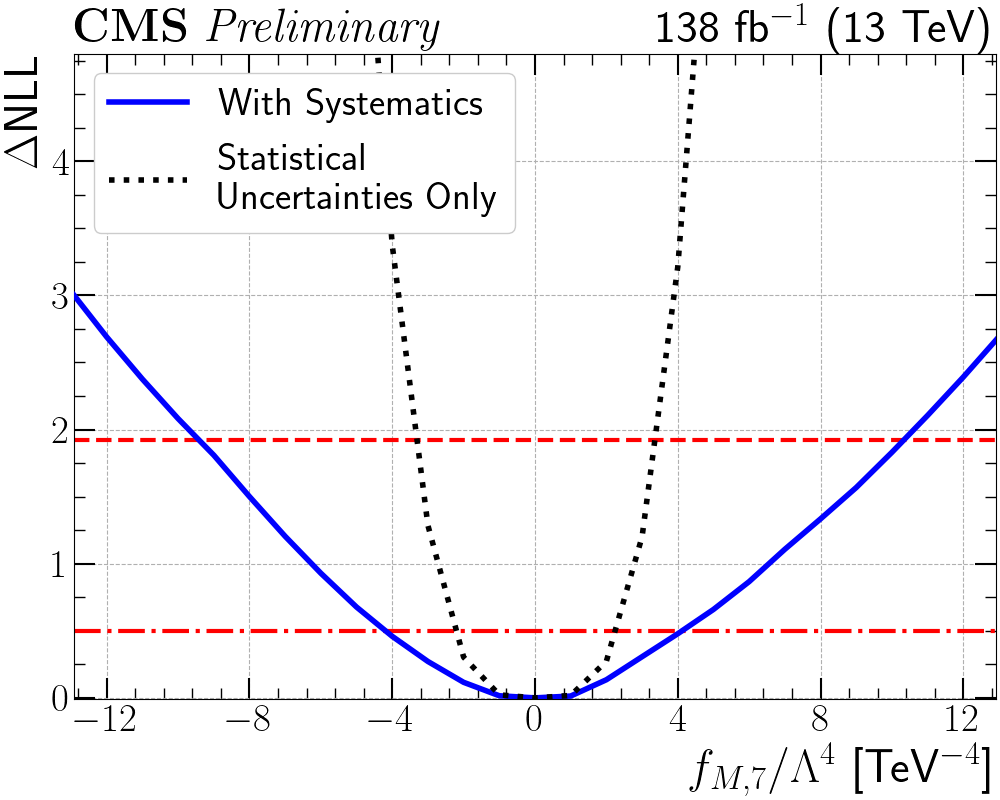 CMS Preliminary
138 fb⁻¹ (13 TeV)
ΔNLL
With Systematics
Statistical
Uncertainties Only
4
3
2
1
0
−12 −8 −4 0 4 8 12
f_{M,7}/Λ⁴ [TeV⁻⁴]